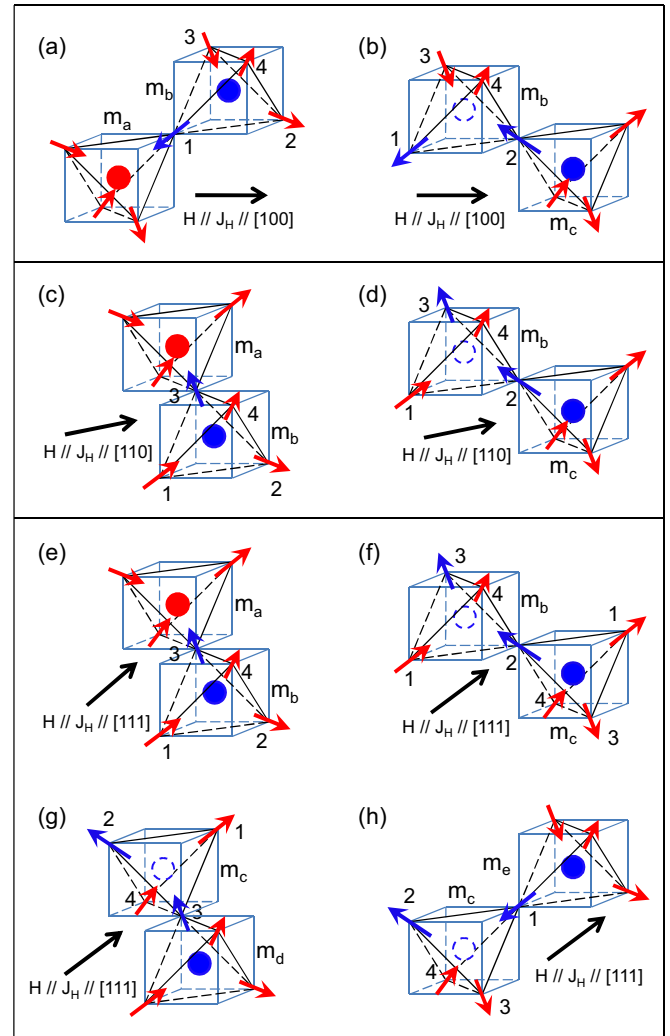 (a)
3
4
m_b
m_a
1
2
H // J_H // [100]
(b)
3
4
m_b
1
2
H // J_H // [100]
m_c
(c)
m_a
3
4
H // J_H // [110]
m_b
1
2
(d)
3
4
m_b
1
2
H // J_H // [110]
m_c
(e)
m_a
3
4
m_b
H // J_H // [111]
1
2
(f)
3
4
m_b
1
1
2
4
H // J_H // [111]
m_c
3
(g)
2
1
m_c
4
3
H // J_H // [111]
m_d
(h)
m_e
m_c
2
1
4
H // J_H // [111]
3